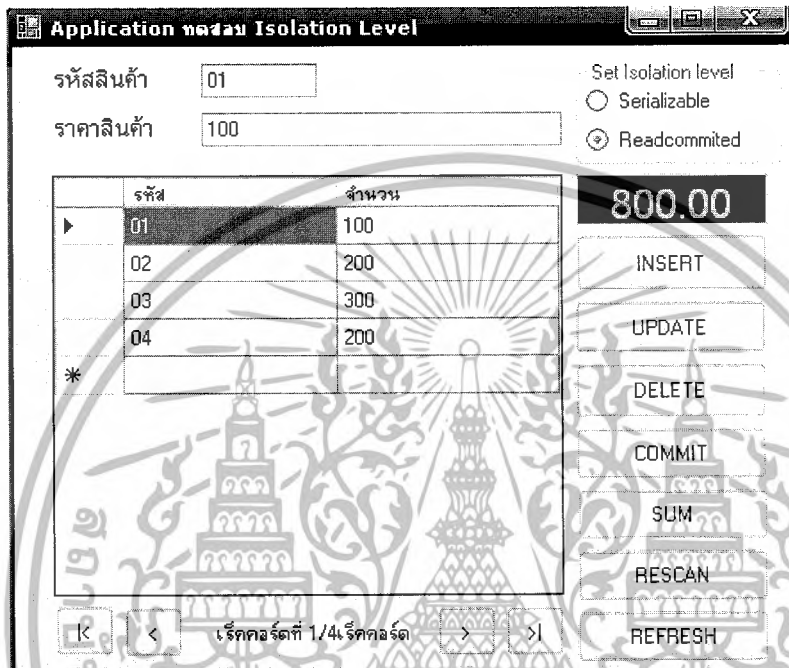 Application ทดสอบ Isolation Level
รหัสสินค้า 01
ราคาสินค้า 100
Set Isolation level
Serializable
Readcommited
800.00
รหัส จำนวน
01 100
02 200
03 300
04 200
INSERT
UPDATE
DELETE
COMMIT
SUM
RESCAN
REFRESH
|< < เร็คคอร์ดที่ 1/4เร็คคอร์ด > >|